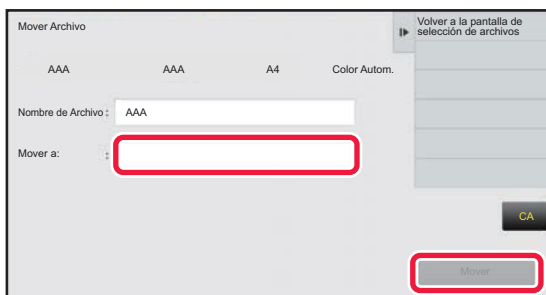 Mover Archivo
Volver a la pantalla de
selección de archivos
AAA AAA A4 Color Autom.
Nombre de Archivo : AAA
Mover a: :
CA
Mover